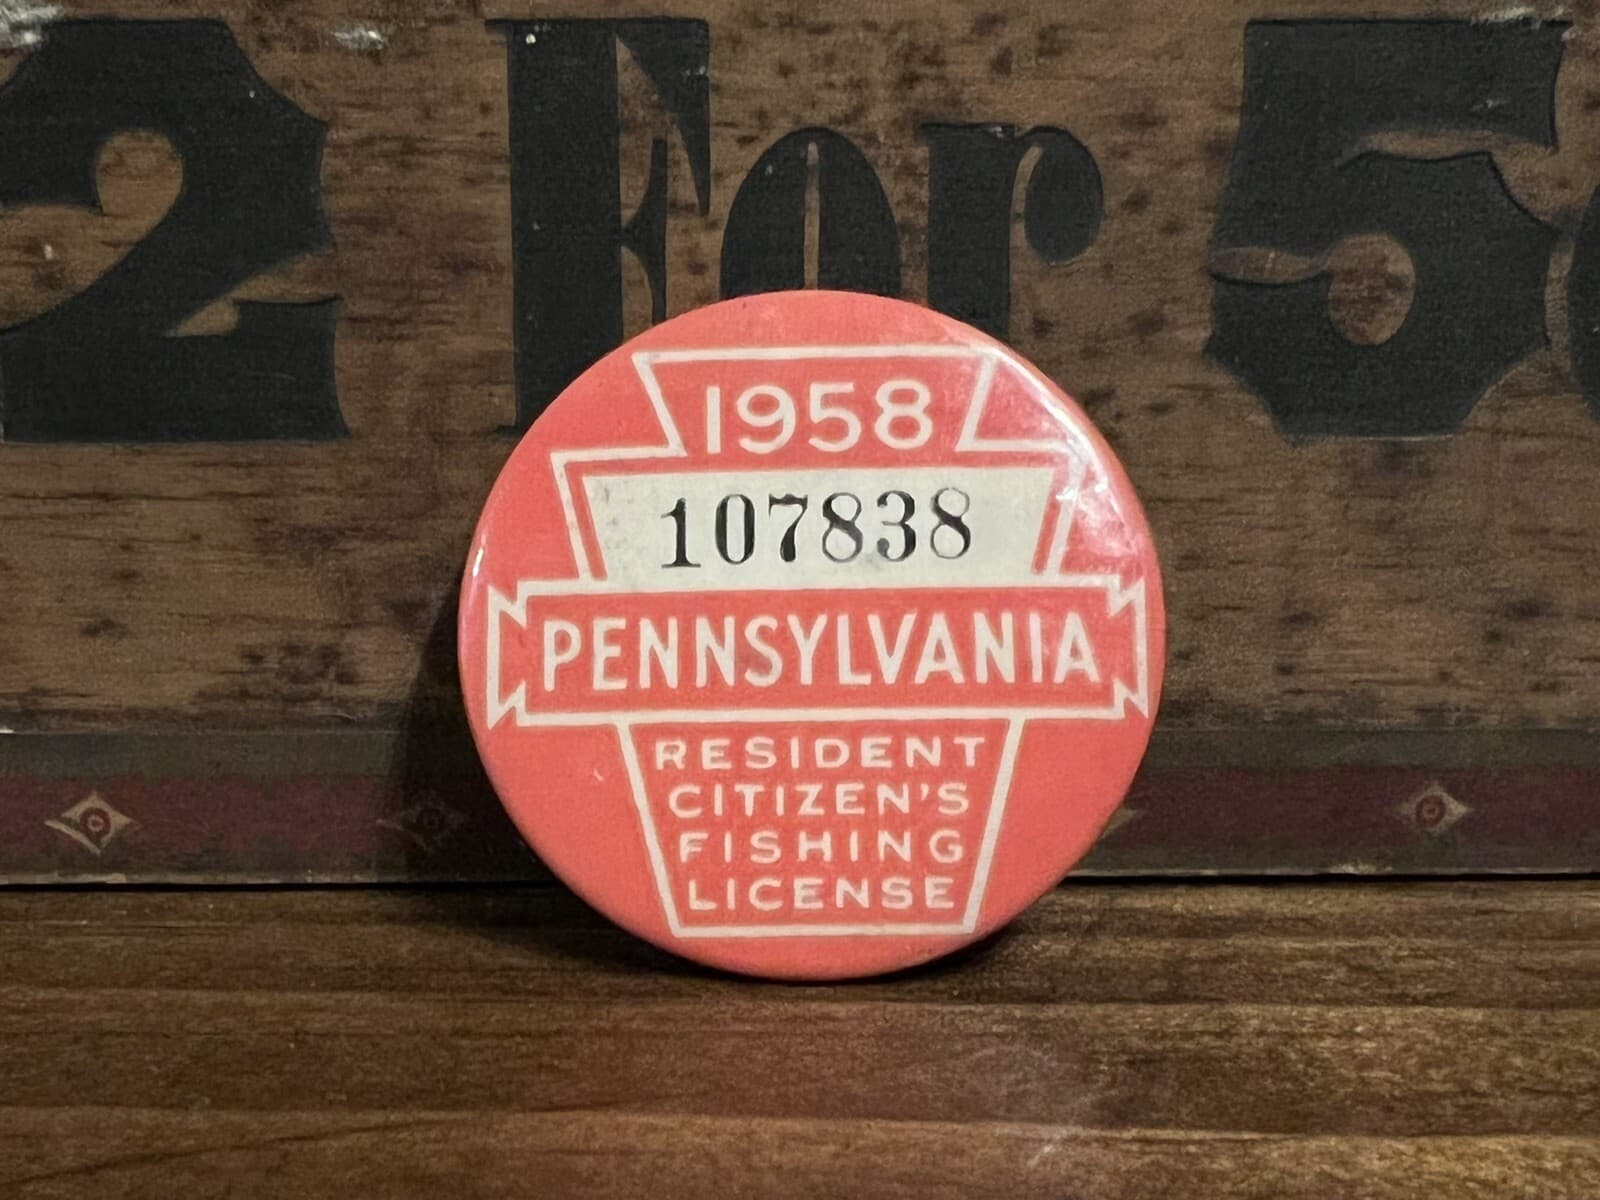 2 For 5
1958
107838
PENNSYLVANIA
RESIDENT
CITIZEN'S
FISHING
LICENSE